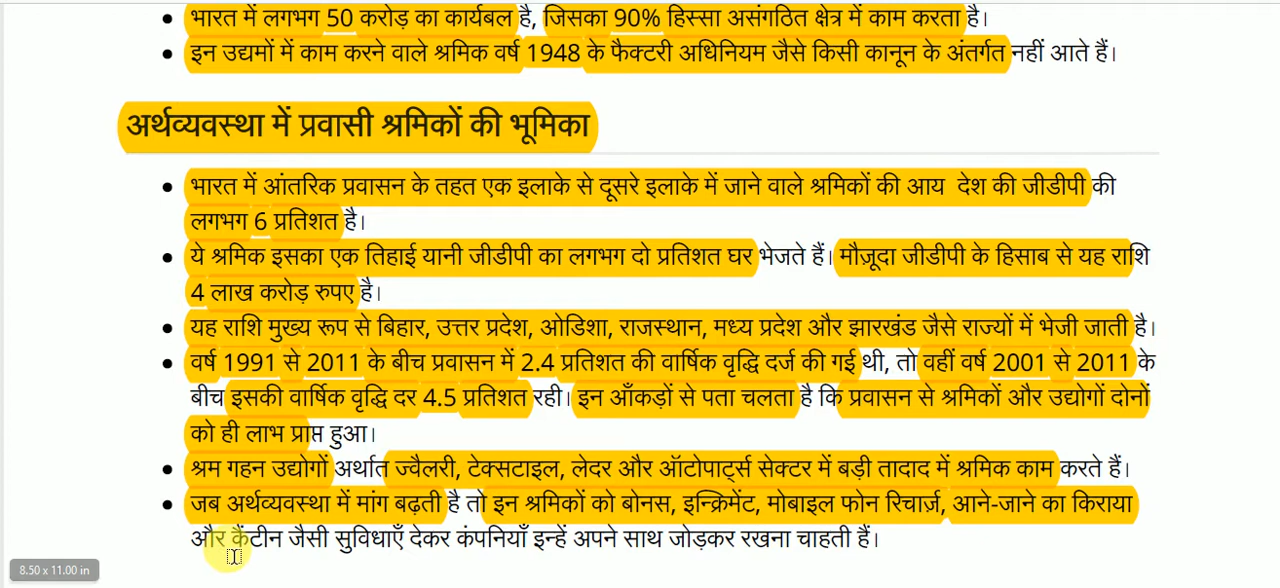 भारत में लगभग 50 करोड़ का कार्यबल है, जिसका 90% हिस्सा असंगठित क्षेत्र में काम करता है।
इन उद्यमों में काम करने वाले श्रमिक वर्ष 1948 के फैक्टरी अधिनियम जैसे किसी कानून के अंतर्गत नहीं आते हैं।
अर्थव्यवस्था में प्रवासी श्रमिकों की भूमिका
भारत में आंतरिक प्रवासन के तहत एक इलाके से दूसरे इलाके में जाने वाले श्रमिकों की आय देश की जीडीपी की
लगभग 6 प्रतिशत है।
ये श्रमिक इसका एक तिहाई यानी जीडीपी का लगभग दो प्रतिशत घर भेजते हैं। मौज़ूदा जीडीपी के हिसाब से यह राशि
4 लाख करोड़ रुपए है।
यह राशि मुख्य रूप से बिहार, उत्तर प्रदेश, ओडिशा, राजस्थान, मध्य प्रदेश और झारखंड जैसे राज्यों में भेजी जाती है।
वर्ष 1991 से 2011 के बीच प्रवासन में 2.4 प्रतिशत की वार्षिक वृद्धि दर्ज की गई थी, तो वहीं वर्ष 2001 से 2011 के
बीच इसकी वार्षिक वृद्धि दर 4.5 प्रतिशत रही। इन आँकड़ों से पता चलता है कि प्रवासन से श्रमिकों और उद्योगों दोनों
को ही लाभ प्राप्त हुआ।
श्रम गहन उद्योगों अर्थात ज्वैलरी, टेक्सटाइल, लेदर और ऑटोपार्ट्स सेक्टर में बड़ी तादाद में श्रमिक काम करते हैं।
जब अर्थव्यवस्था में मांग बढ़ती है तो इन श्रमिकों को बोनस, इन्क्रिमेंट, मोबाइल फोन रिचार्ज़, आने-जाने का किराया
और कैंटीन जैसी सुविधाएँ देकर कंपनियाँ इन्हें अपने साथ जोड़कर रखना चाहती हैं।
8.50 x 11.00 in